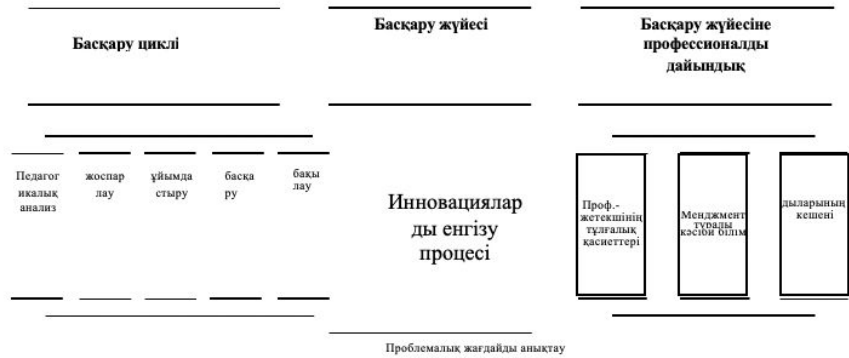 Басқару циклі
Басқару жүйесі
Басқару жүйесіне
профессионалды
дайындық
Педагог
икалық
анализ
жоспар
лау
ұйымда
стыру
басқа
ру
бақы
лау
Инновациялар
ды енгізу
процесі
Проф.-
жетекшінің
тұлғалық
қасиеттері
Менджмент
туралы
кәсіби білім
дыларының
кешені
Проблемалық жағдайды анықтау